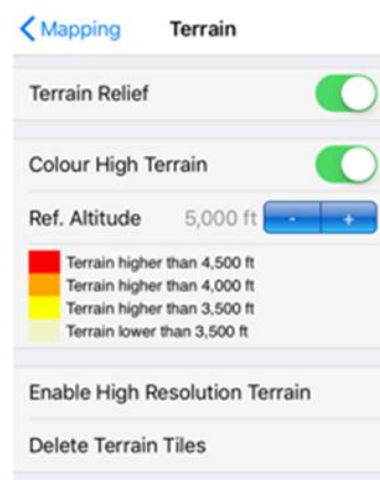 Mapping Terrain
Terrain Relief
Colour High Terrain
Ref. Altitude 5,000 ft - +
Terrain higher than 4,500 ft
Terrain higher than 4,000 ft
Terrain higher than 3,500 ft
Terrain lower than 3,500 ft
Enable High Resolution Terrain
Delete Terrain Tiles